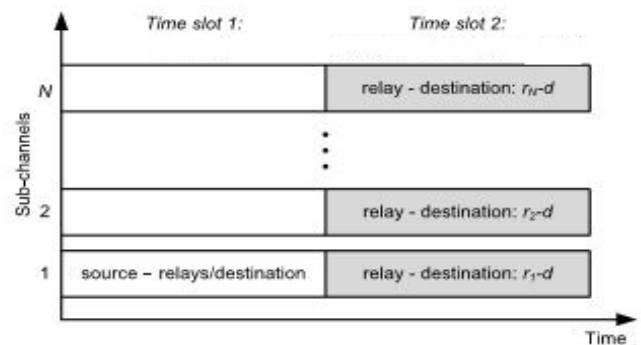 Time slot 1: Time slot 2:
N relay - destination: rN-d
Sub-channels
2 relay - destination: r2-d
1 source – relays/destination relay - destination: r1-d
Time